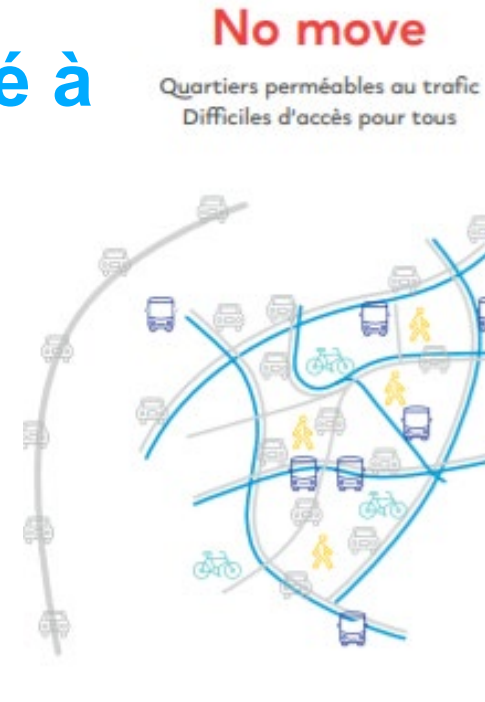 No move
é à
Quartiers perméables au trafic
Difficiles d'accès pour tous